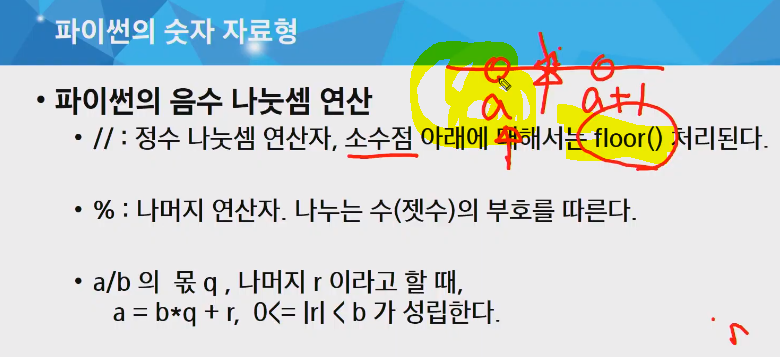 파이썬의 숫자 자료형
• 파이썬의 음수 나눗셈 연산
a
a+1
• // : 정수 나눗셈 연산자, 소수점 아래에 대해서는 floor() 처리된다.
• % : 나머지 연산자. 나누는 수(젯수)의 부호를 따른다.
• a/b 의 몫 q , 나머지 r 이라고 할 때,
a = b*q + r, 0<= |r| < b 가 성립한다.